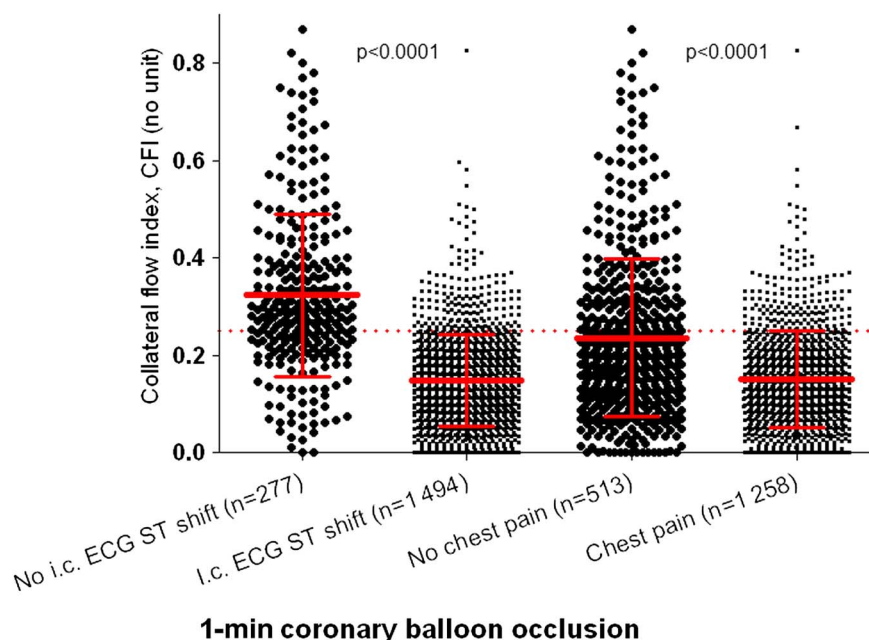 Collateral flow index, CFI (no unit)
0.8
0.6
0.4
0.2
0.0
p<0.0001
p<0.0001
No i.c. ECG ST shift (n=277)
I.c. ECG ST shift (n=1 494)
No chest pain (n=513)
Chest pain (n=1 258)
1-min coronary balloon occlusion